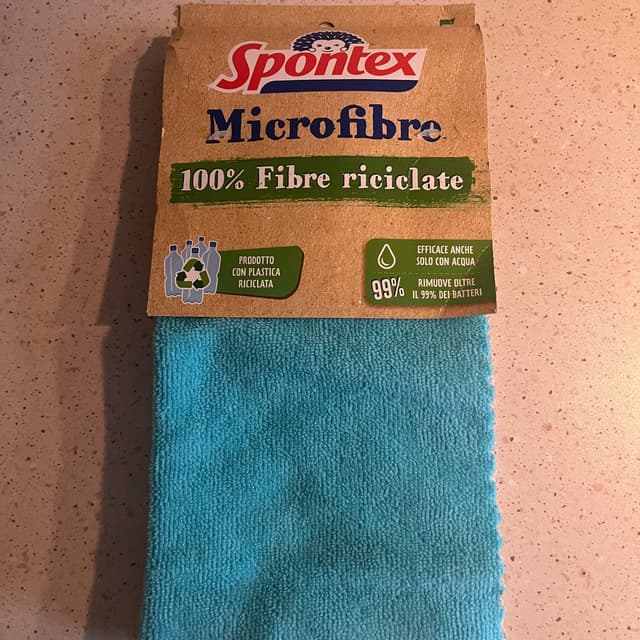 Spontex
Microfibre
100% Fibre riciclate
PRODOTTO
CON PLASTICA
RICICLATA
EFFICACE ANCHE
SOLO CON ACQUA
99%
RIMUOVE OLTRE
IL 99% DEI BATTERI